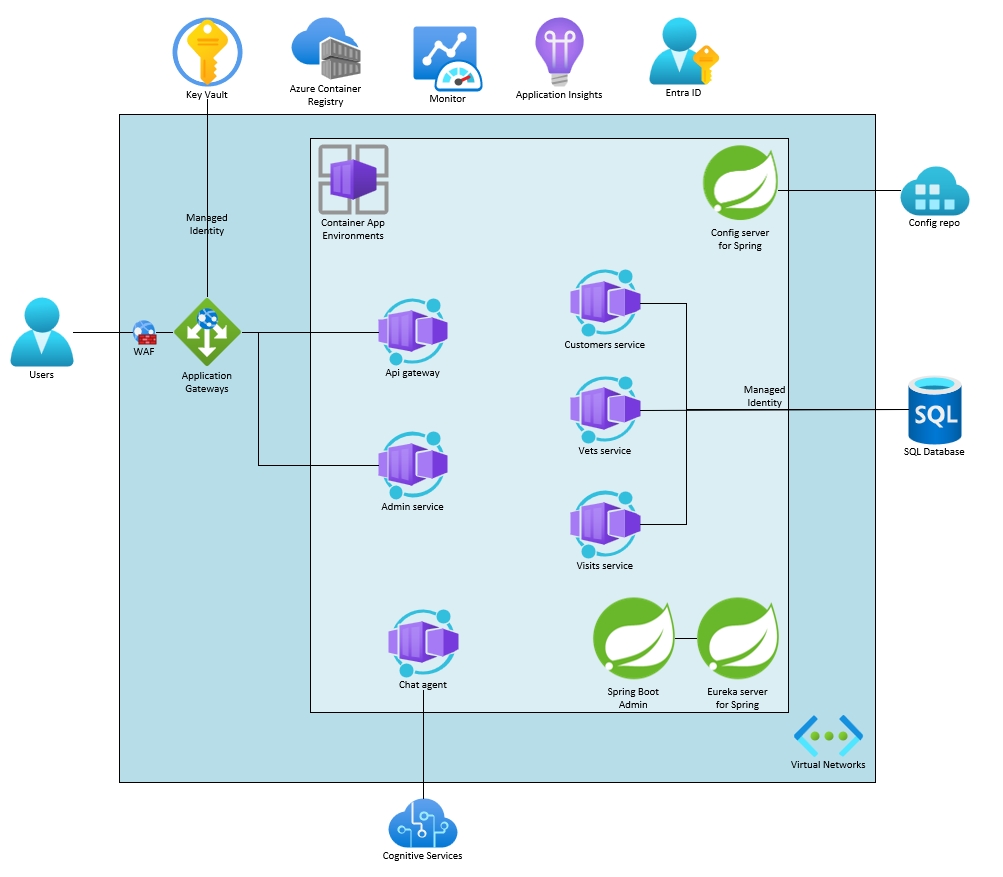 Key Vault
Azure Container
Registry
Monitor
Application Insights
Entra ID
Managed
Identity
Container App
Environments
Config server
for Spring
Config repo
Users
WAF
Application
Gateways
Api gateway
Customers service
Managed
Identity
SQL
SQL Database
Vets service
Admin service
Visits service
Chat agent
Spring Boot
Admin
Eureka server
for Spring
Virtual Networks
Cognitive Services